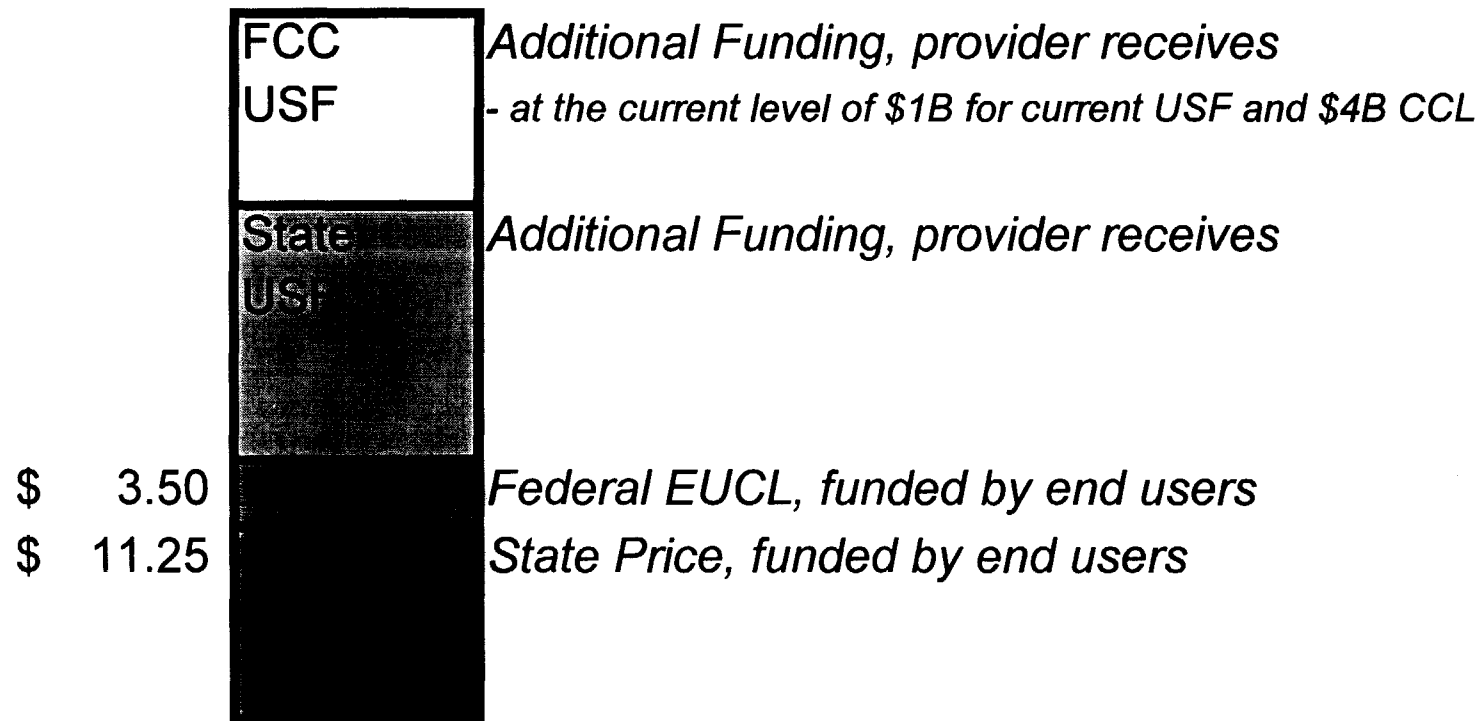 FCC Additional Funding, provider receives
USF - at the current level of $1B for current USF and $4B CCL
State Additional Funding, provider receives
USF
$ 3.50 Federal EUCL, funded by end users
$ 11.25 State Price, funded by end users